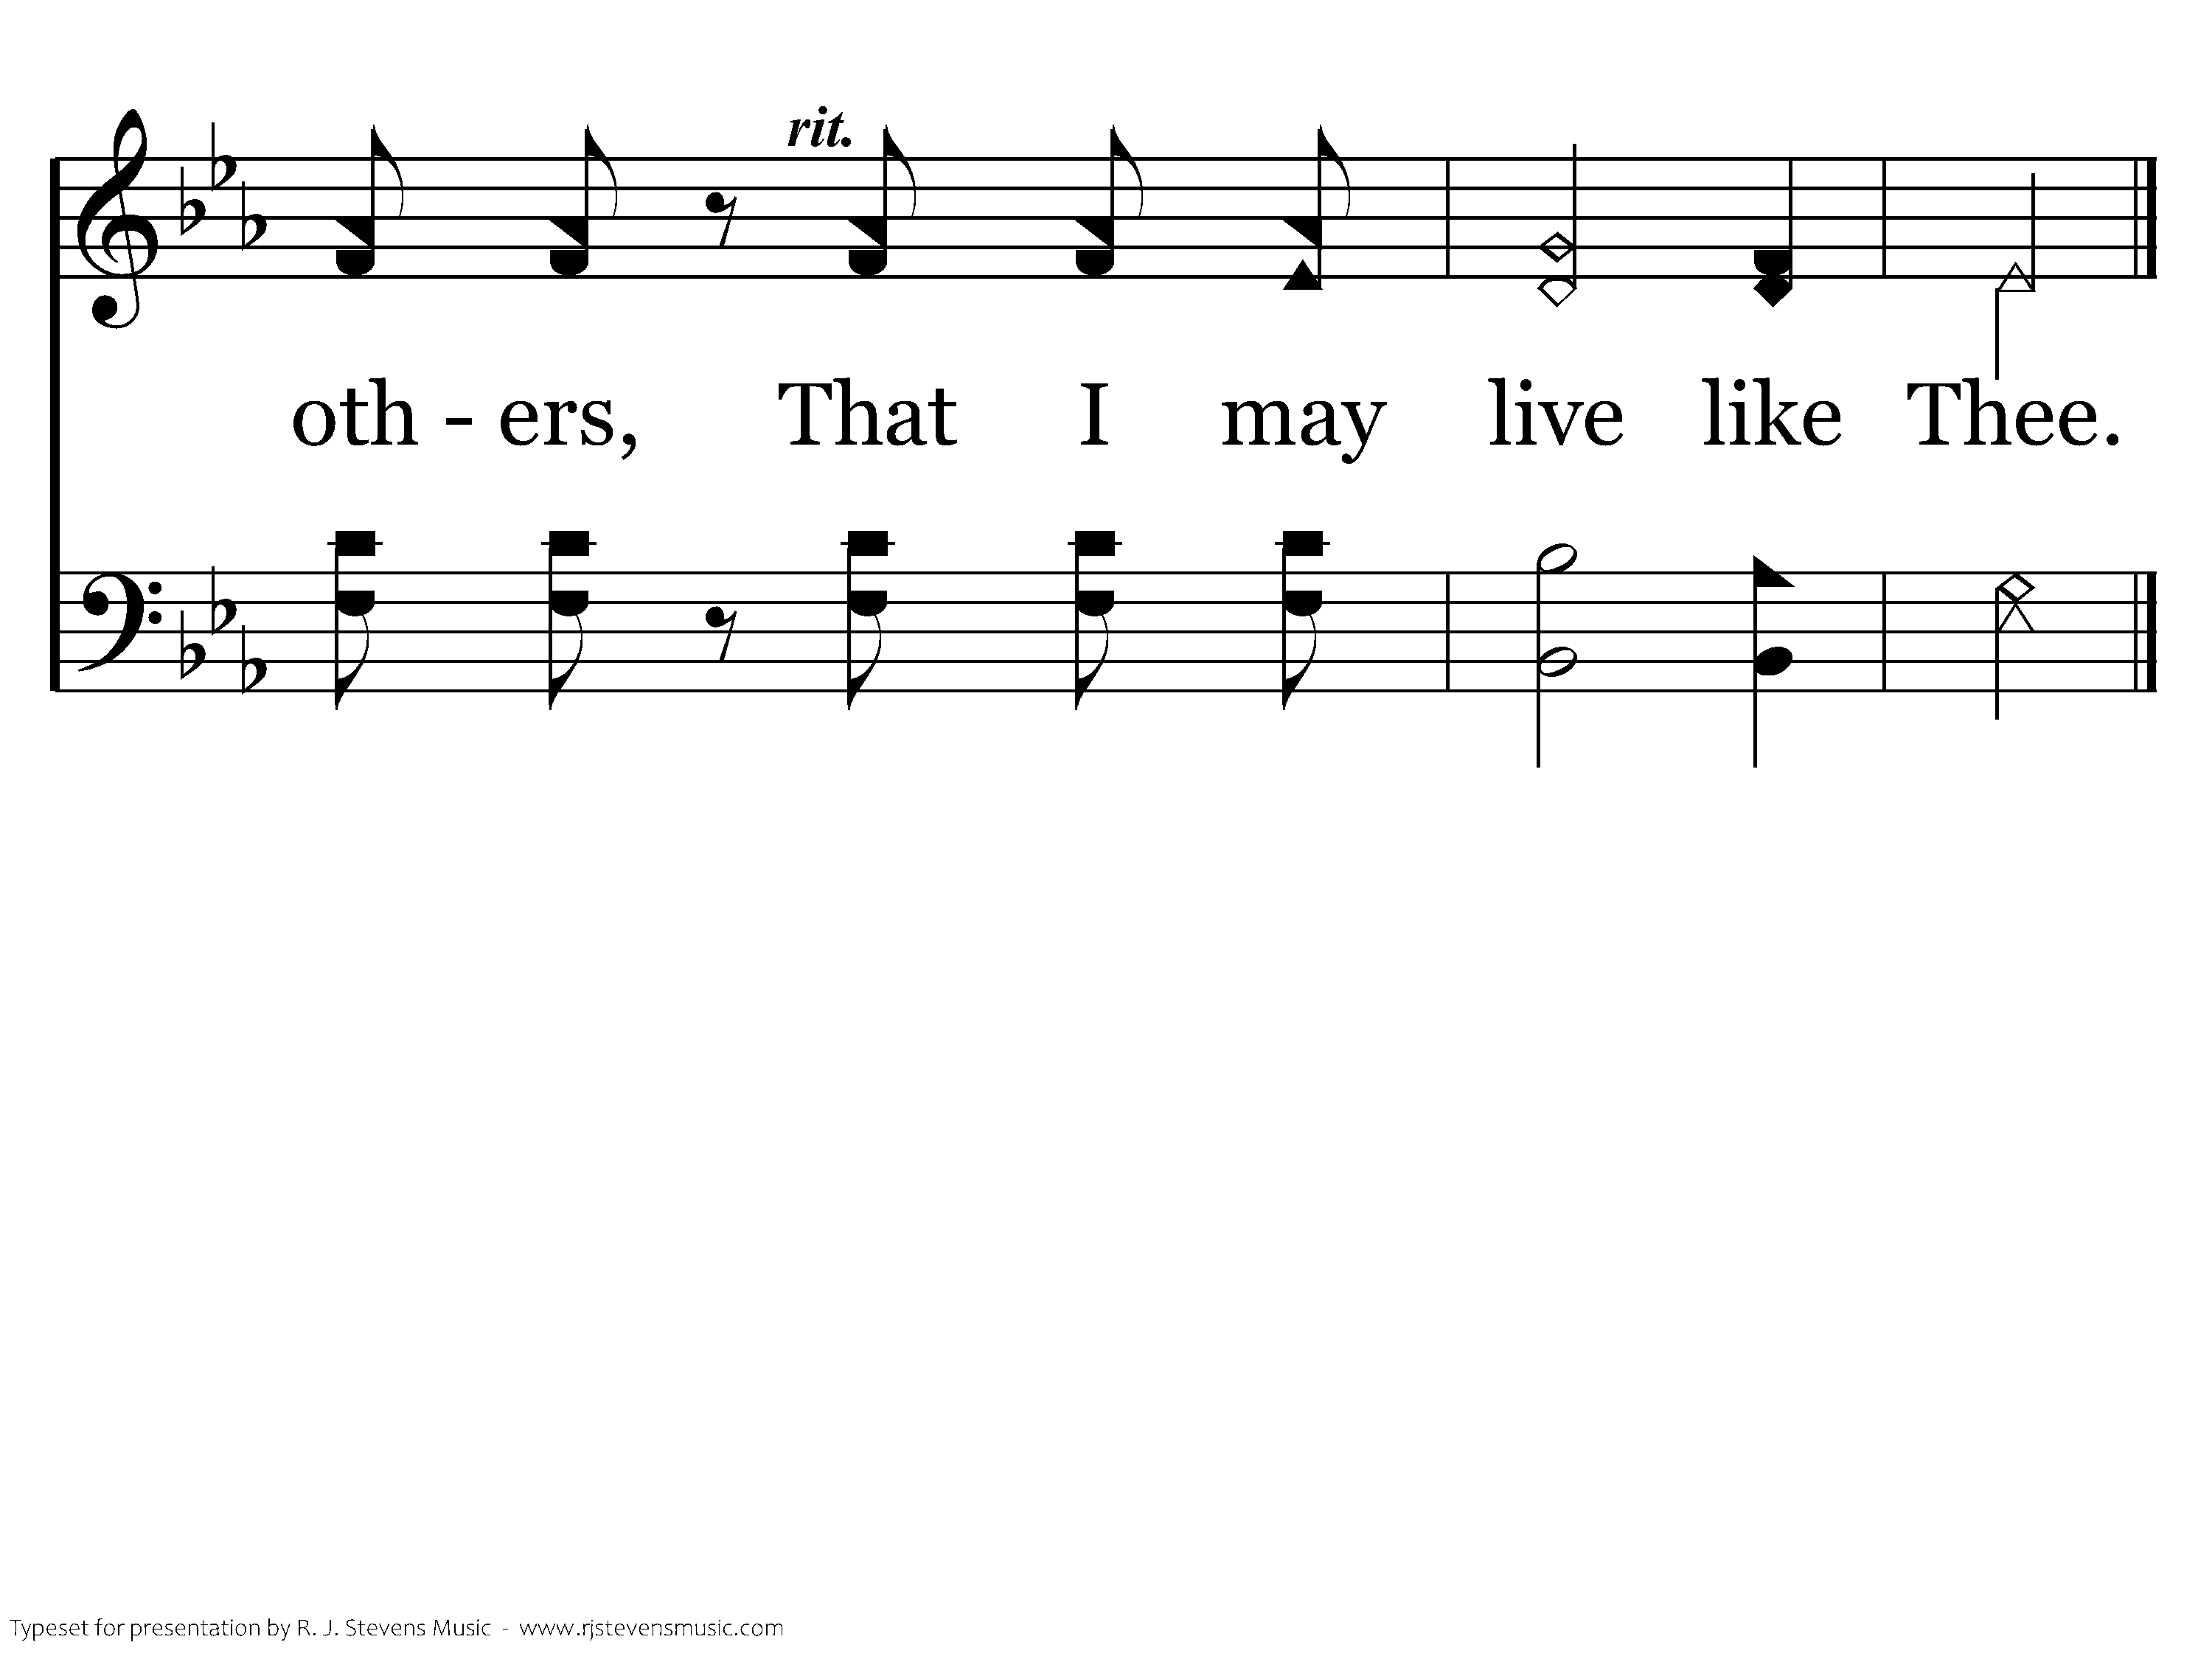 rit.
oth - ers, That I may live like Thee.
Typeset for presentation by R. J. Stevens Music - www.rjstevensmusic.com